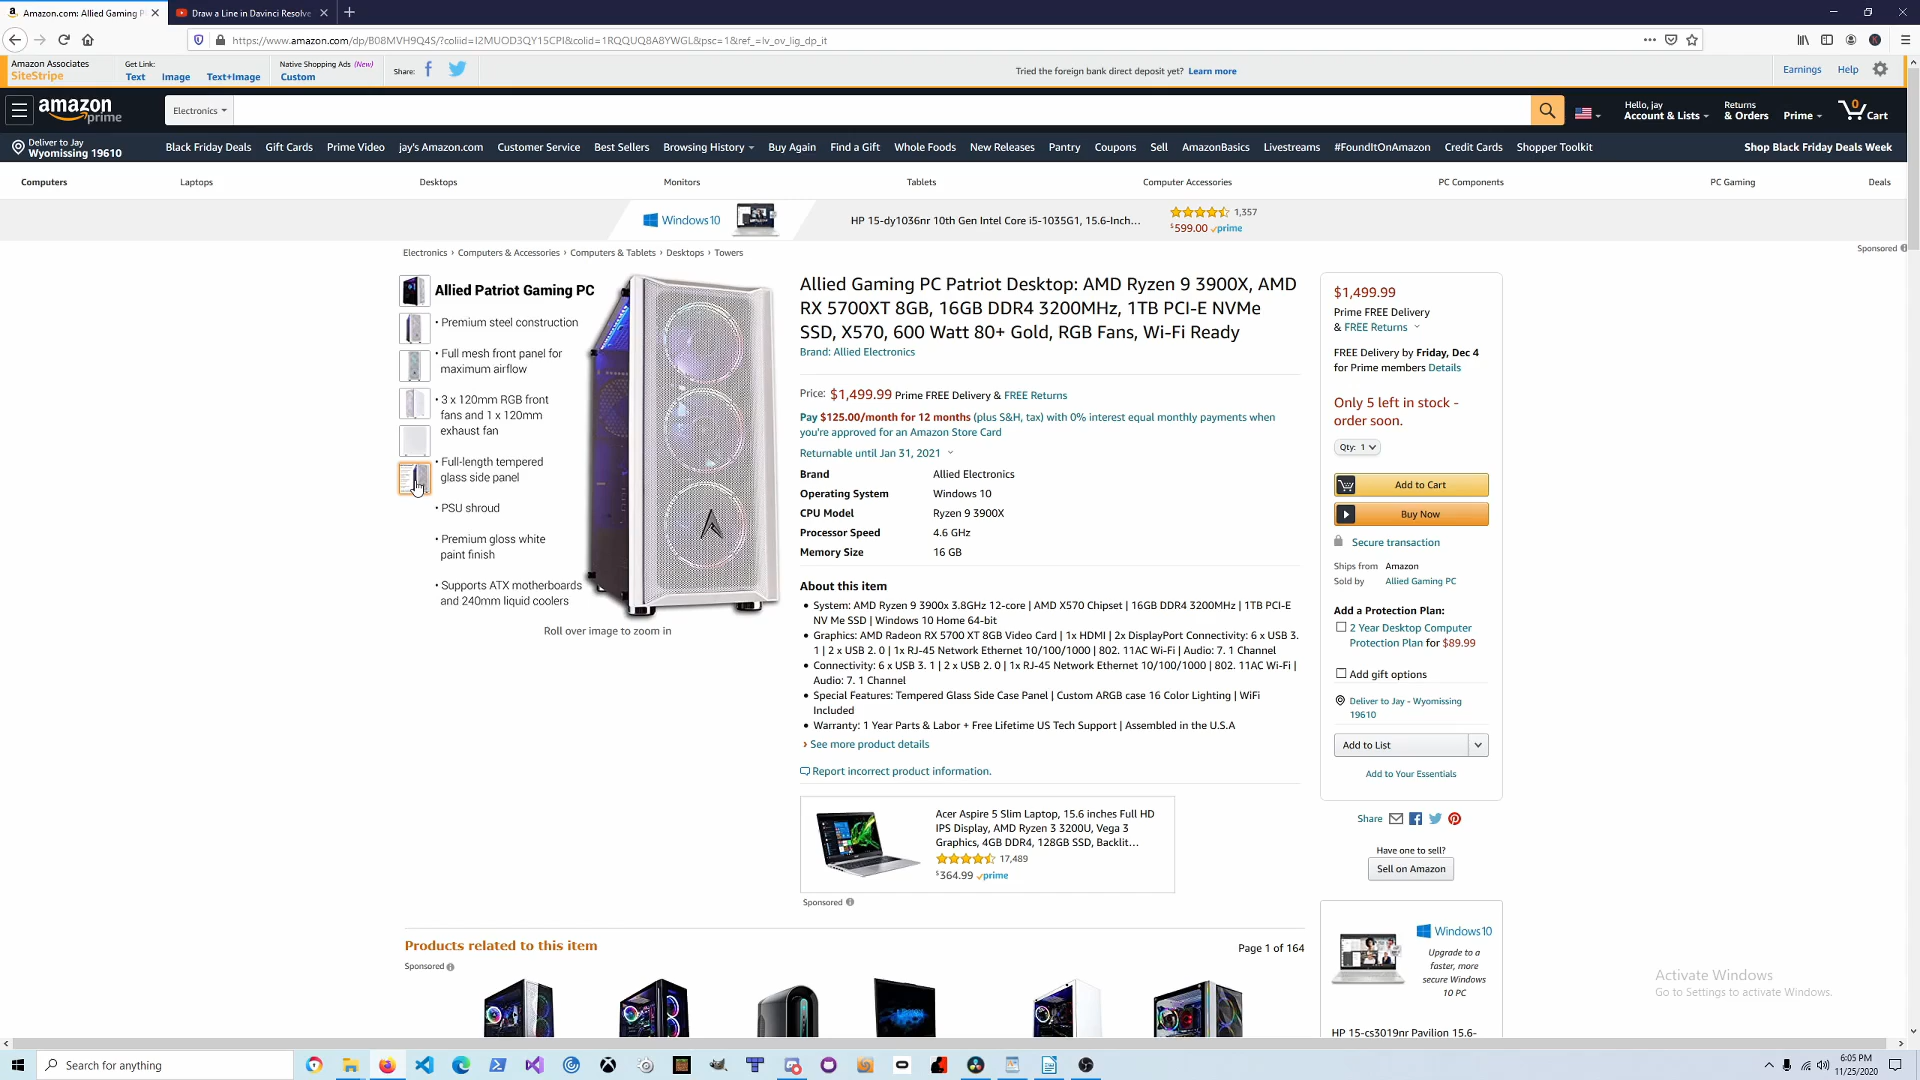 Amazon.com: Allied Gaming P
Draw a Line in Davinci Resolve
https://www.amazon.com/dp/B08MVH9Q4S/?coliid=I2MUOD3QY15CPI&colid=1RQQUQ8A8YWGL&psc=1&ref_=lv_ov_lig_dp_it
Amazon Associates
SiteStripe
Get Link:
Text Image Text+Image
Native Shopping Ads (New)
Custom
Share:
Tried the foreign bank direct deposit yet? Learn more
Earnings Help
amazon
prime
Electronics
Hello, jay
Account & Lists
Returns
& Orders
Prime
0
Cart
Deliver to Jay
Wyomissing 19610
Black Friday Deals Gift Cards Prime Video jay's Amazon.com Customer Service Best Sellers Browsing History Buy Again Find a Gift Whole Foods New Releases Pantry Coupons Sell AmazonBasics Livestreams #FoundItOnAmazon Credit Cards Shopper Toolkit
Shop Black Friday Deals Week
Computers Laptops Desktops Monitors Tablets Computer Accessories PC Components PC Gaming Deals
Windows10
HP 15-dy1036nr 10th Gen Intel Core i5-1035G1, 15.6-Inch...
1,357
$599.00 prime
Sponsored
Electronics › Computers & Accessories › Computers & Tablets › Desktops › Towers
Allied Patriot Gaming PC
• Premium steel construction
• Full mesh front panel for
maximum airflow
• 3 x 120mm RGB front
fans and 1 x 120mm
exhaust fan
• Full-length tempered
glass side panel
• PSU shroud
• Premium gloss white
paint finish
• Supports ATX motherboards
and 240mm liquid coolers
Roll over image to zoom in
Allied Gaming PC Patriot Desktop: AMD Ryzen 9 3900X, AMD
RX 5700XT 8GB, 16GB DDR4 3200MHz, 1TB PCI-E NVMe
SSD, X570, 600 Watt 80+ Gold, RGB Fans, Wi-Fi Ready
Brand: Allied Electronics
Price: $1,499.99 Prime FREE Delivery & FREE Returns
Pay $125.00/month for 12 months (plus S&H, tax) with 0% interest equal monthly payments when
you're approved for an Amazon Store Card
Returnable until Jan 31, 2021
Brand Allied Electronics
Operating System Windows 10
CPU Model Ryzen 9 3900X
Processor Speed 4.6 GHz
Memory Size 16 GB
About this item
• System: AMD Ryzen 9 3900x 3.8GHz 12-core | AMD X570 Chipset | 16GB DDR4 3200MHz | 1TB PCI-E
NV Me SSD | Windows 10 Home 64-bit
• Graphics: AMD Radeon RX 5700 XT 8GB Video Card | 1x HDMI | 2x DisplayPort Connectivity: 6 x USB 3.
1 | 2 x USB 2. 0 | 1x RJ-45 Network Ethernet 10/100/1000 | 802. 11AC Wi-Fi | Audio: 7. 1 Channel
• Connectivity: 6 x USB 3. 1 | 2 x USB 2. 0 | 1x RJ-45 Network Ethernet 10/100/1000 | 802. 11AC Wi-Fi |
Audio: 7. 1 Channel
• Special Features: Tempered Glass Side Case Panel | Custom ARGB case 16 Color Lighting | WiFi
Included
• Warranty: 1 Year Parts & Labor + Free Lifetime US Tech Support | Assembled in the U.S.A
› See more product details
Report incorrect product information.
Acer Aspire 5 Slim Laptop, 15.6 inches Full HD
IPS Display, AMD Ryzen 3 3200U, Vega 3
Graphics, 4GB DDR4, 128GB SSD, Backlit...
17,489
$364.99 prime
Sponsored
$1,499.99
Prime FREE Delivery
& FREE Returns
FREE Delivery by Friday, Dec 4
for Prime members Details
Only 5 left in stock -
order soon.
Qty: 1
Add to Cart
Buy Now
Secure transaction
Ships from Amazon
Sold by Allied Gaming PC
Add a Protection Plan:
2 Year Desktop Computer
Protection Plan for $89.99
Add gift options
Deliver to Jay - Wyomissing
19610
Add to List
Add to Your Essentials
Share
Have one to sell?
Sell on Amazon
Windows10
Upgrade to a
faster, more
secure Windows
10 PC
HP 15-cs3019nr Pavilion 15.6-
Products related to this item
Page 1 of 164
Sponsored
Activate Windows
Go to Settings to activate Windows.
Search for anything
6:05 PM
11/25/2020